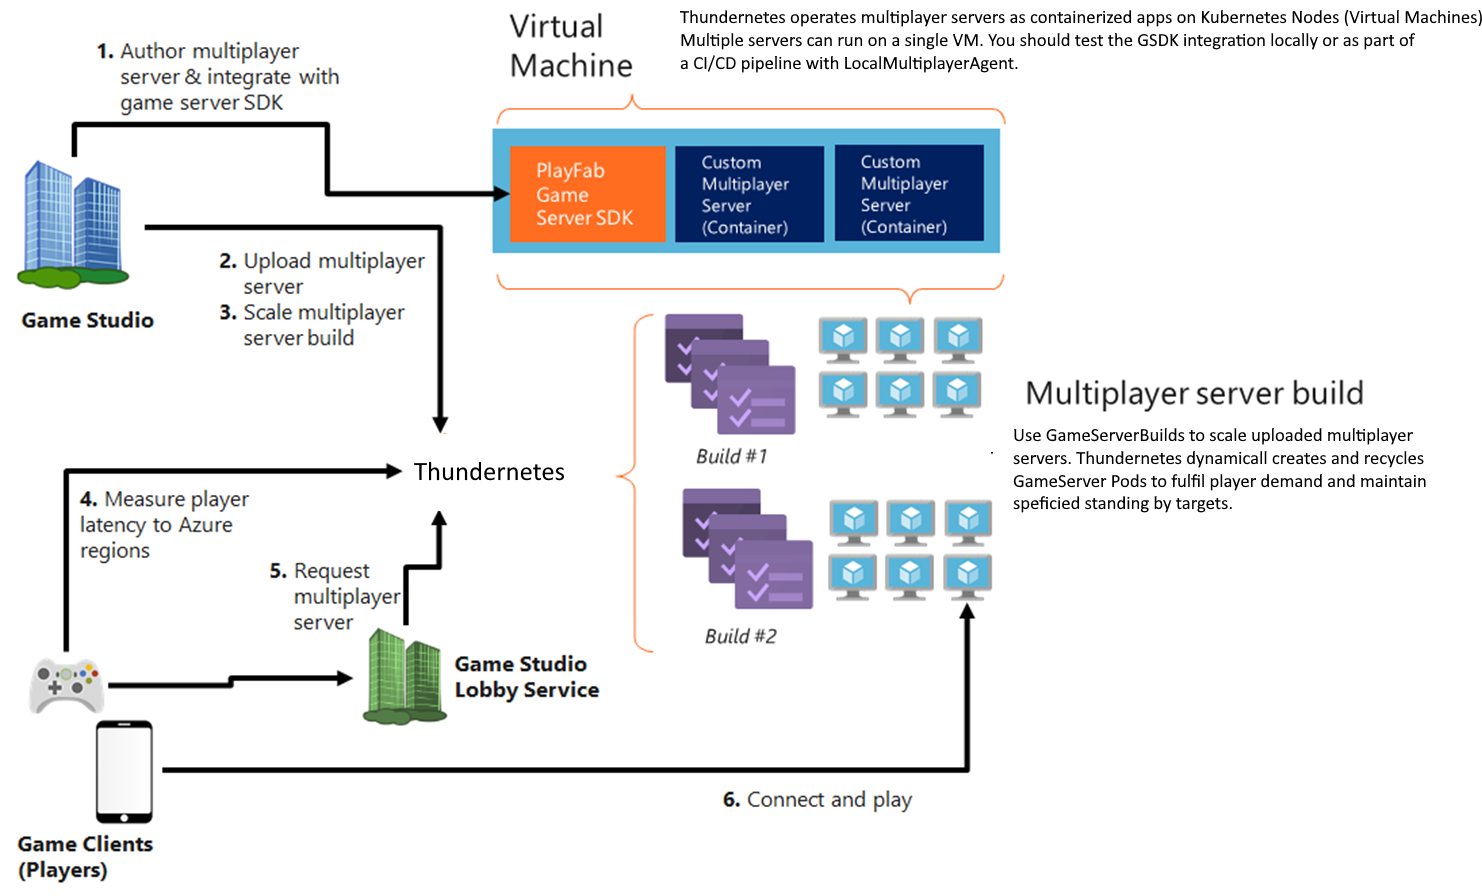 Virtual
Machine
Thundernetes operates multiplayer servers as containerized apps on Kubernetes Nodes (Virtual Machines)
Multiple servers can run on a single VM. You should test the GSDK integration locally or as part of
a CI/CD pipeline with LocalMultiplayerAgent.
1. Author multiplayer
server & integrate with
game server SDK
PlayFab
Game
Server SDK
Custom
Multiplayer
Server
(Container)
Custom
Multiplayer
Server
(Container)
2. Upload multiplayer
server
3. Scale multiplayer
server build
Game Studio
Multiplayer server build
Use GameServerBuilds to scale uploaded multiplayer
servers. Thundernetes dynamicall creates and recycles
GameServer Pods to fulfil player demand and maintain
speficied standing by targets.
Build #1
Thundernetes
4. Measure player
latency to Azure
regions
5. Request
multiplayer
server
Build #2
Game Studio
Lobby Service
6. Connect and play
Game Clients
(Players)